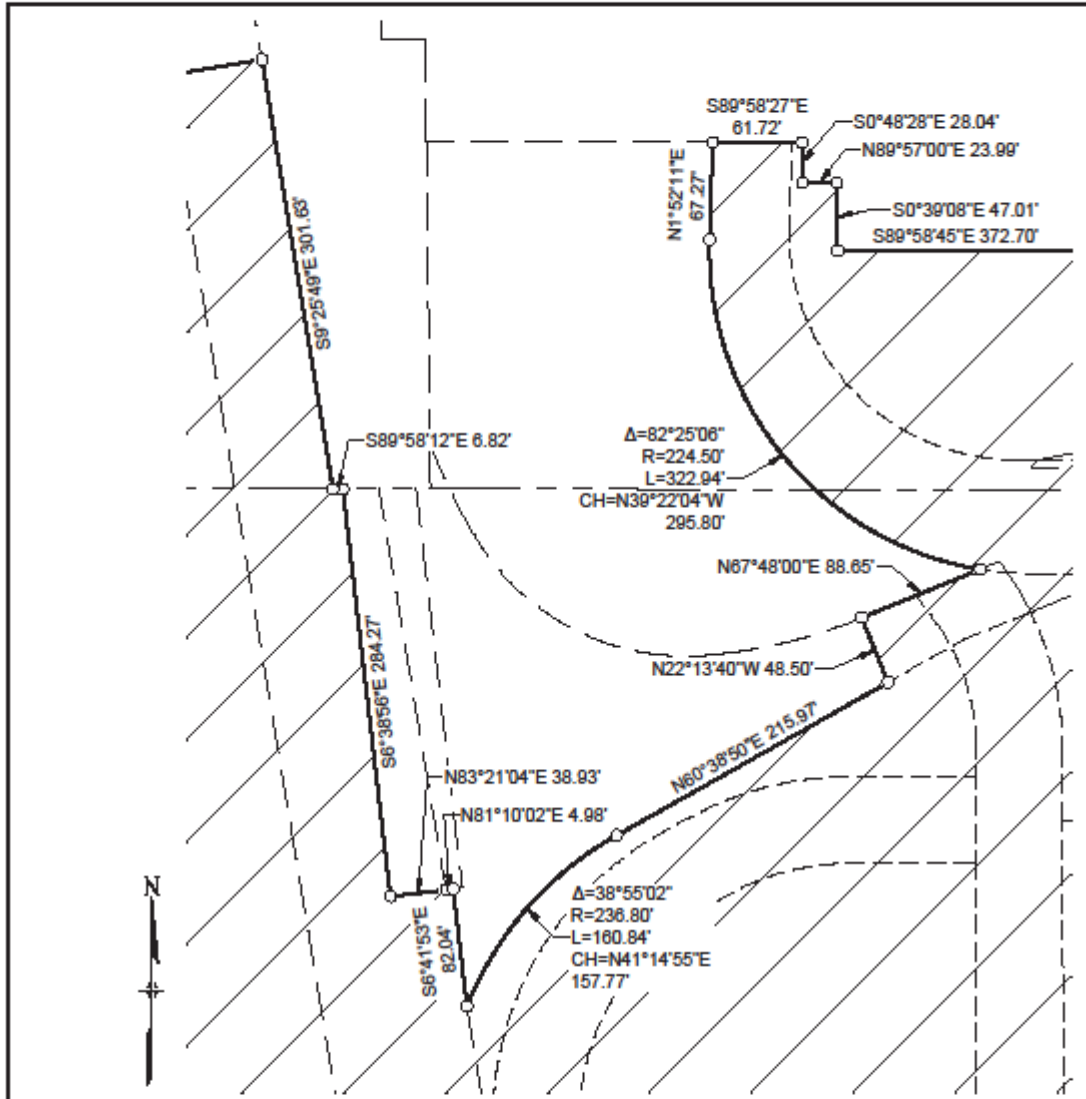 S89°58'27"E
61.72'
S0°48'28"E 28.04'
N89°57'00"E 23.99'
N1°52'11"E
67.27'
S0°39'08"E 47.01'
S89°58'45"E 372.70'
S9°25'49"E 301.63'
S89°58'12"E 6.82'
Δ=82°25'06"
R=224.50'
L=322.94'
CH=N39°22'04"W
295.80'
N67°48'00"E 88.65'
N22°13'40"W 48.50'
S6°38'56"E 284.27'
N60°38'50"E 215.97'
N83°21'04"E 38.93'
N81°10'02"E 4.98'
N
S6°41'53"E
82.04'
Δ=38°55'02"
R=236.80'
L=160.84'
CH=N41°14'55"E
157.77'